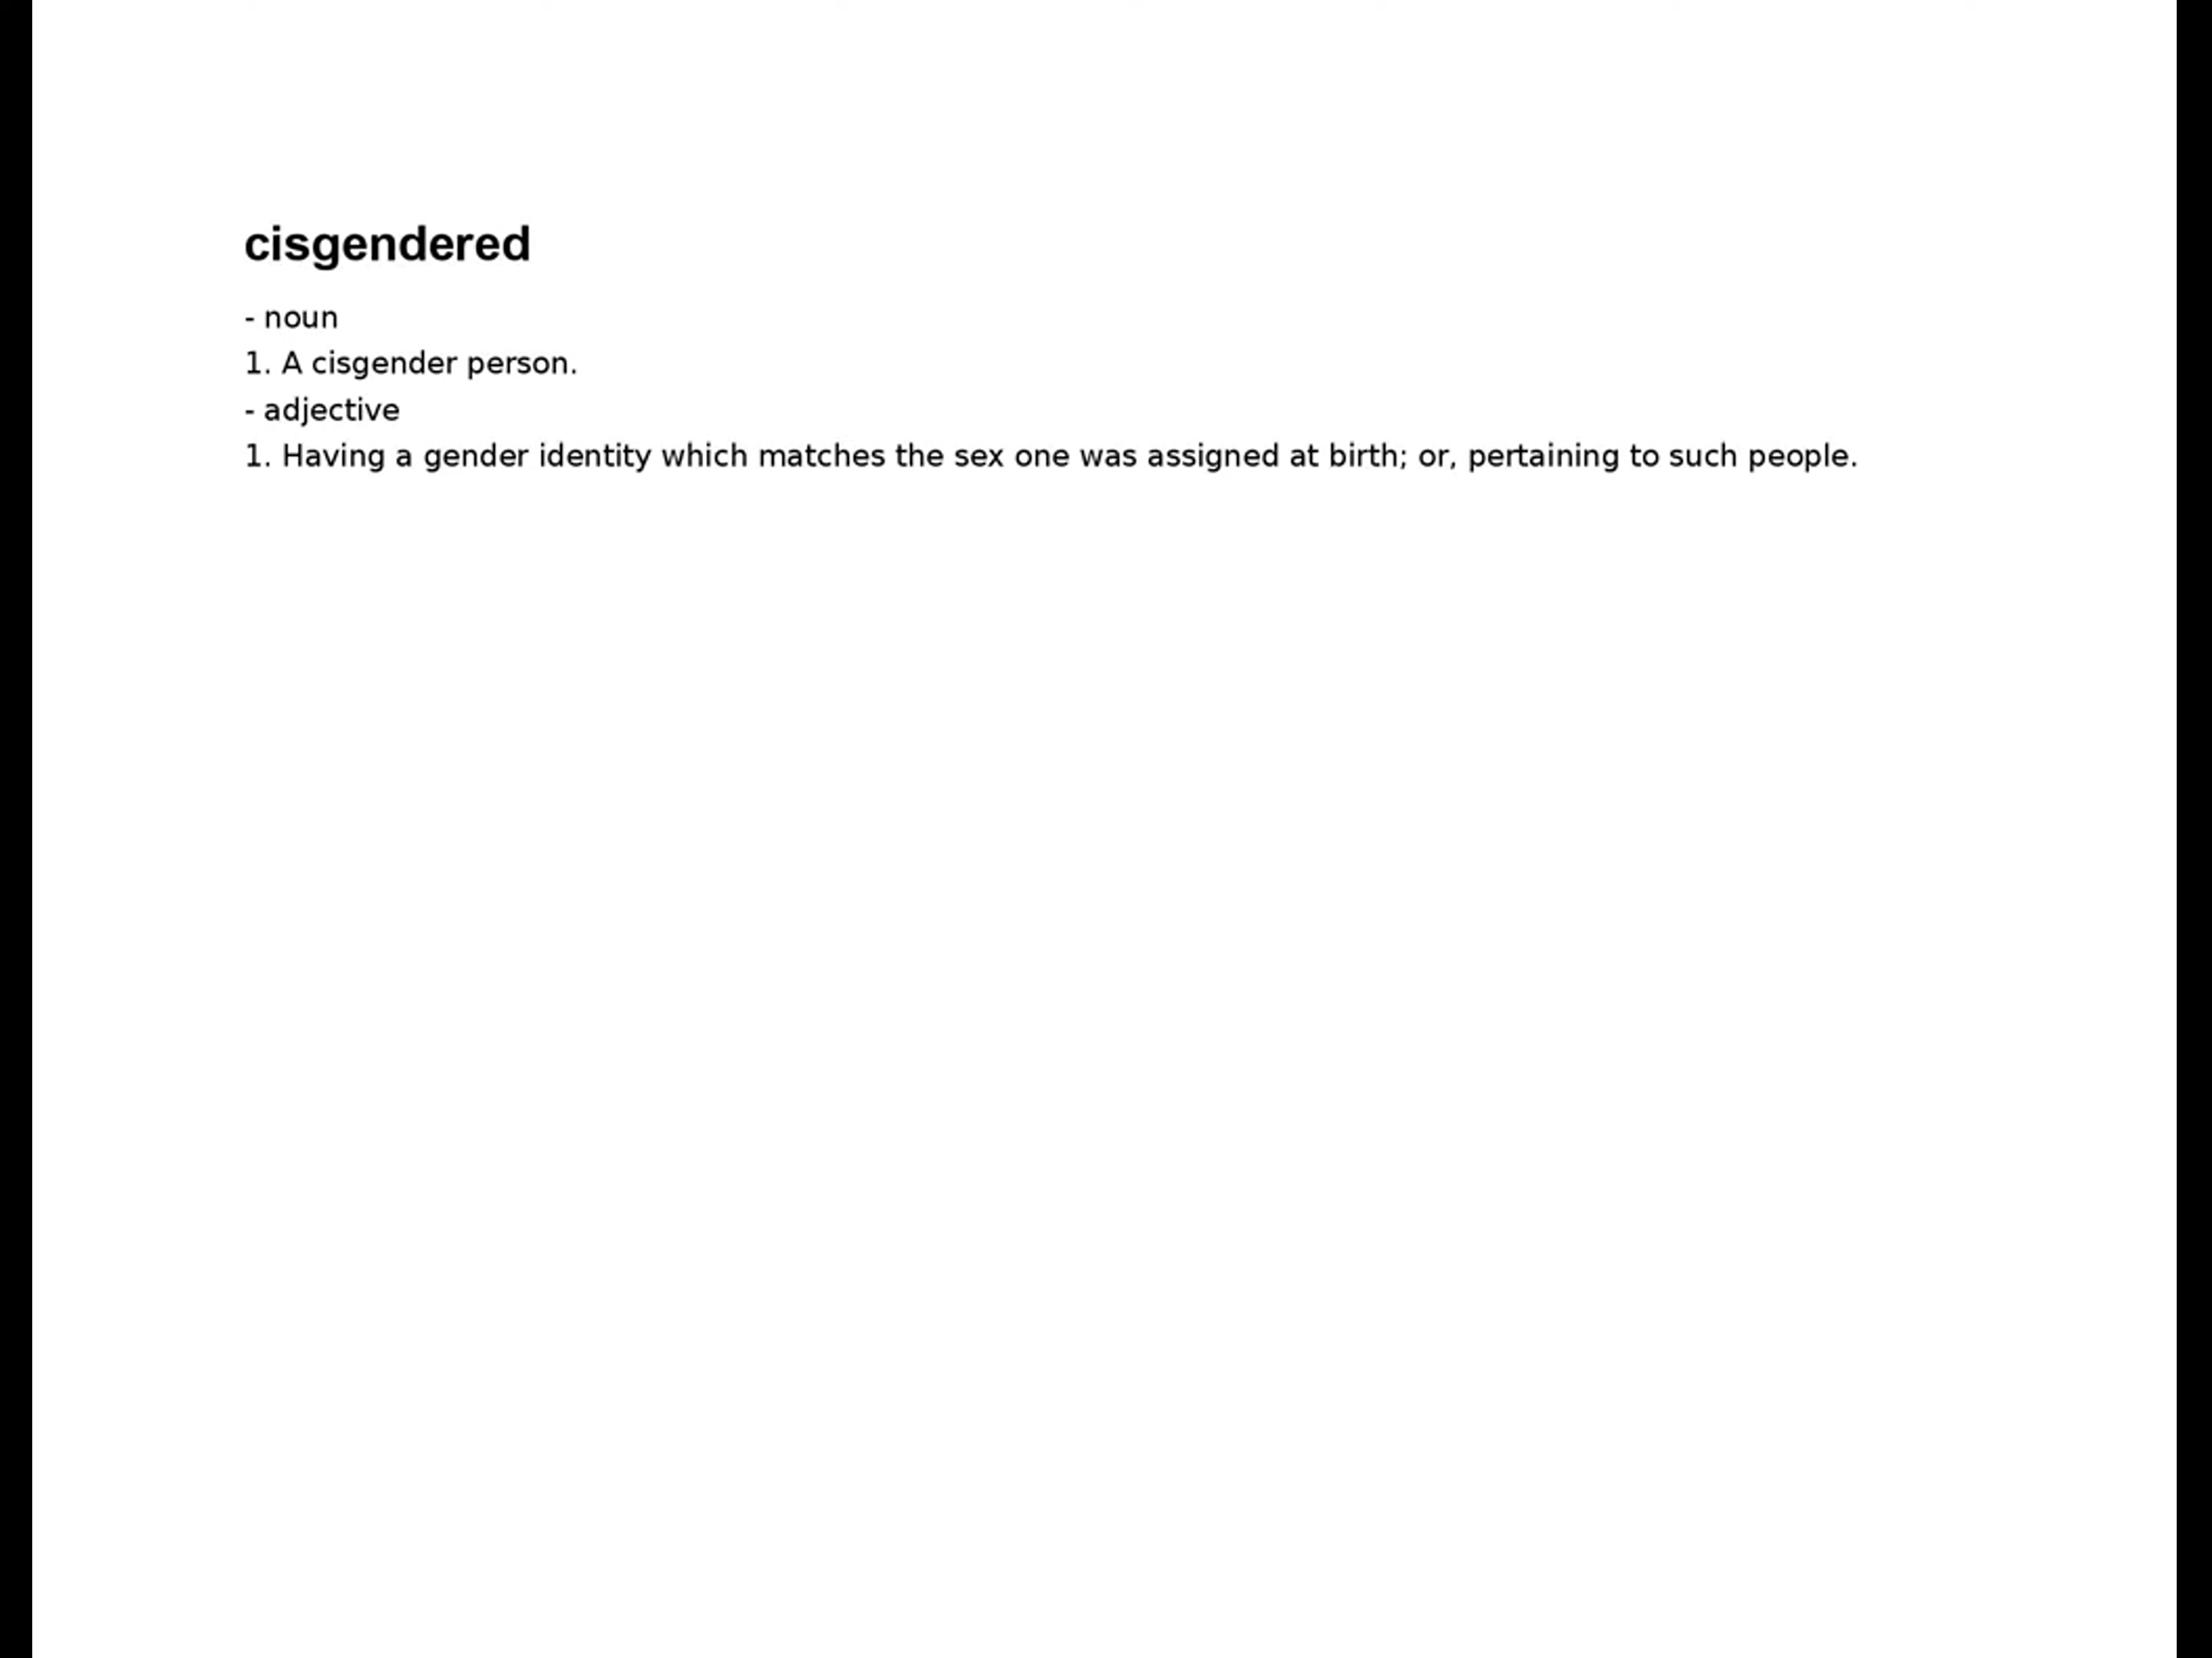 cisgendered
- noun
1. A cisgender person.
- adjective
1. Having a gender identity which matches the sex one was assigned at birth; or, pertaining to such people.